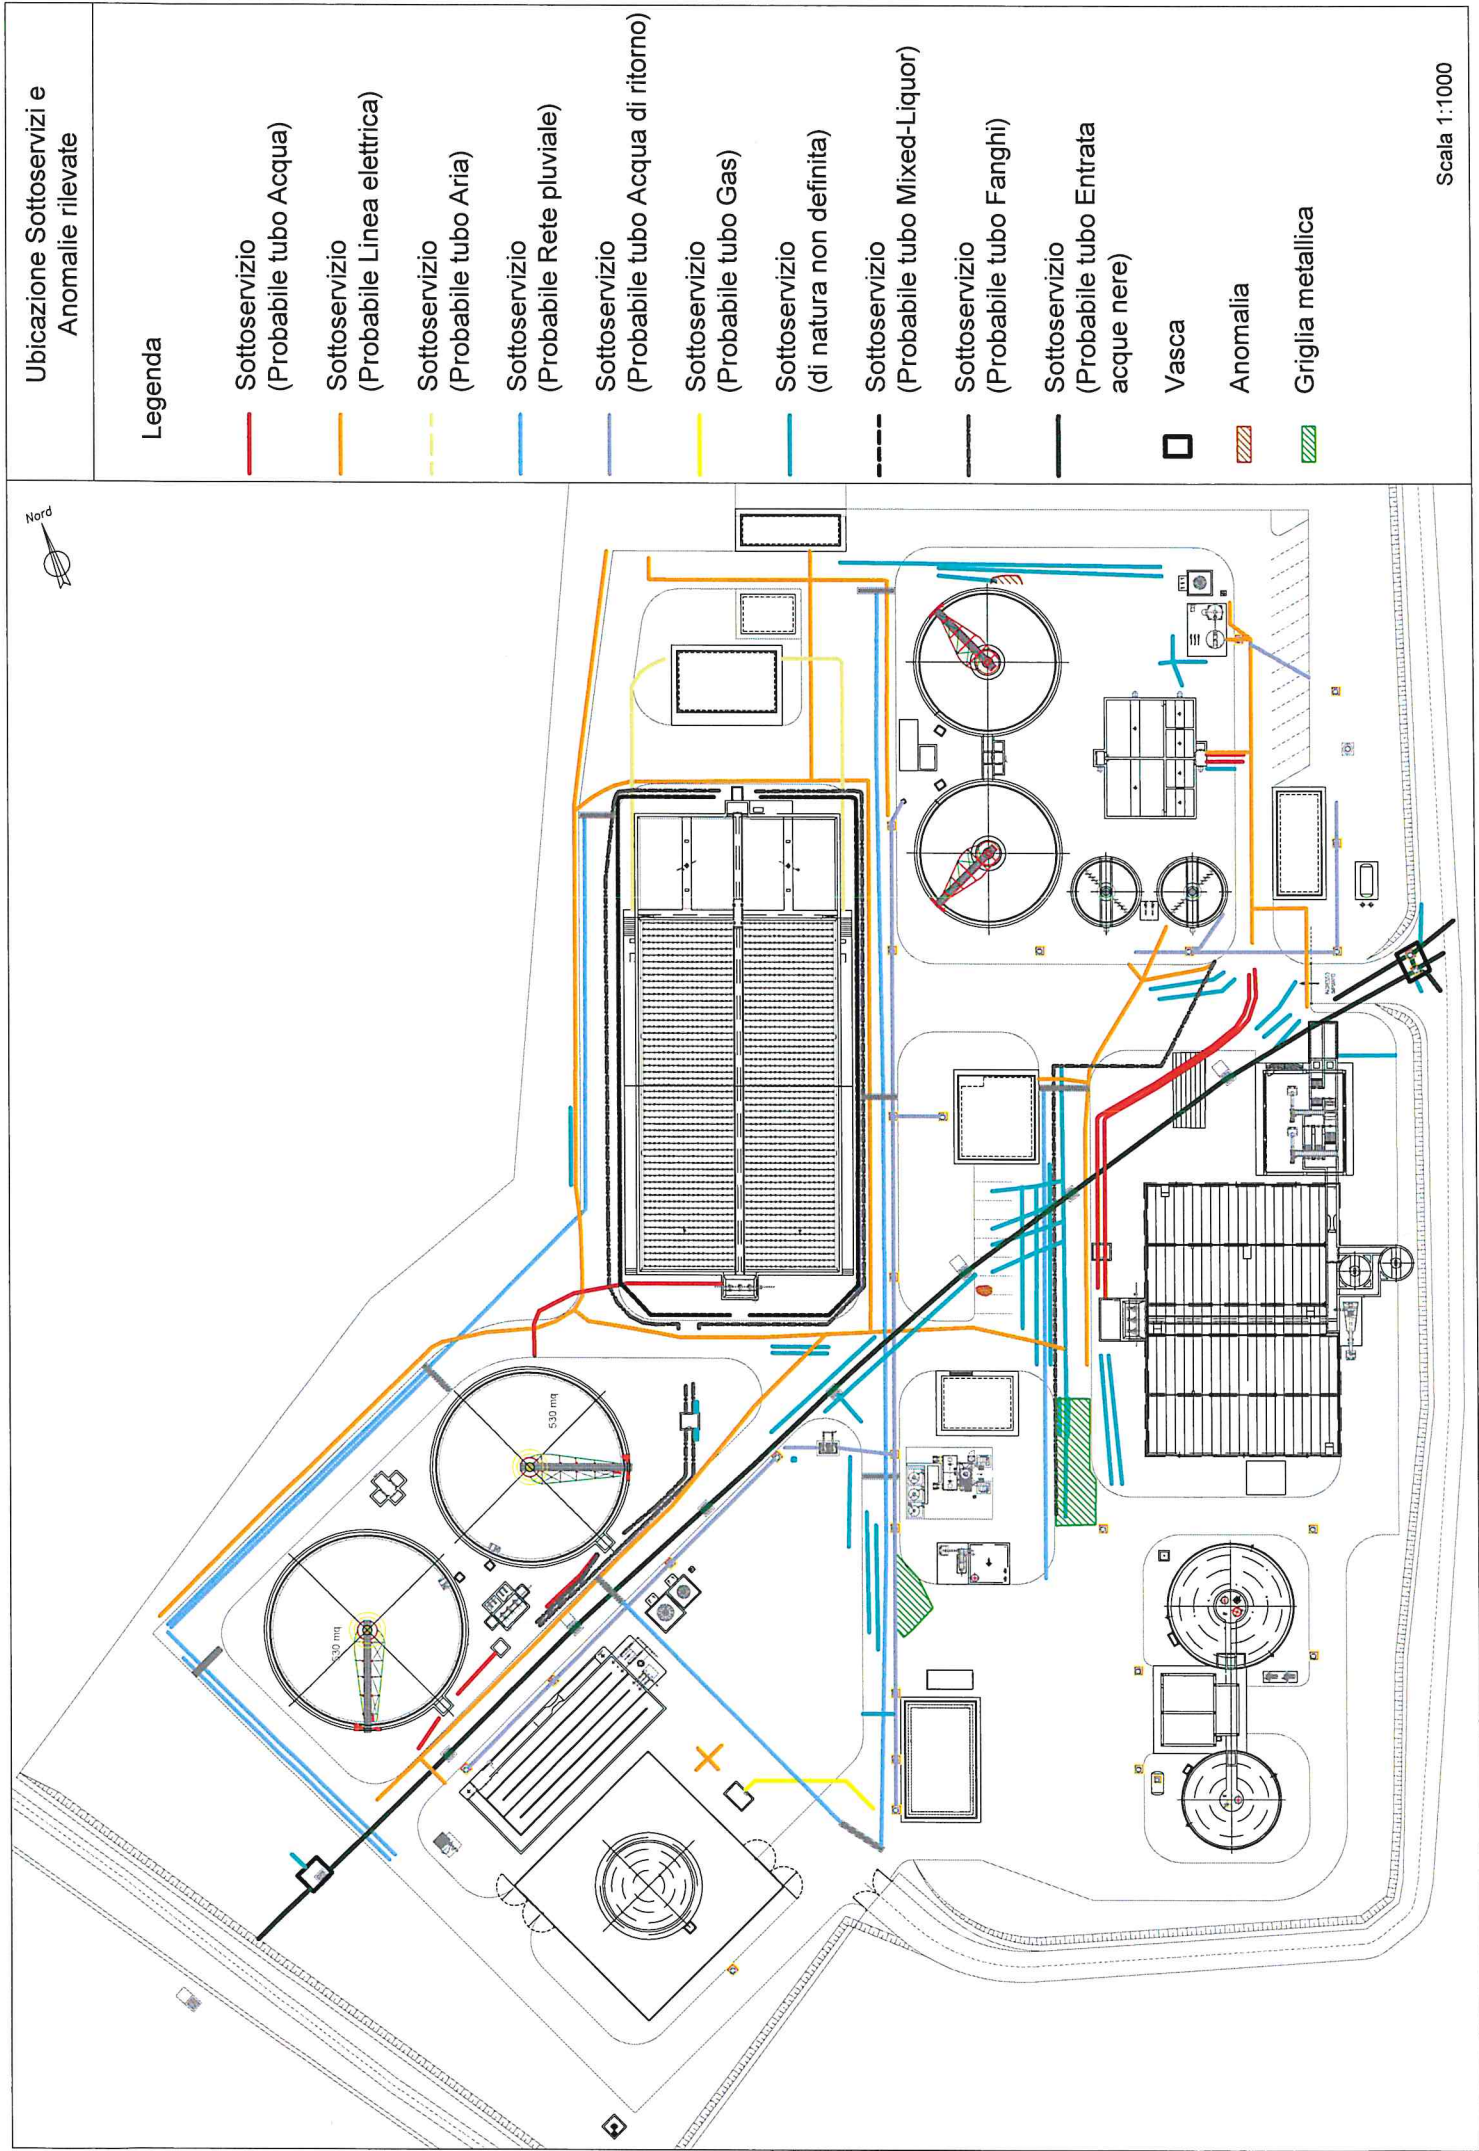 Ubicazione Sottoservizi e
Anomalie rilevate
Legenda
Sottoservizio
(Probabile tubo Acqua)
Sottoservizio
(Probabile Linea elettrica)
Sottoservizio
(Probabile tubo Aria)
Sottoservizio
(Probabile Rete pluviale)
Sottoservizio
(Probabile tubo Acqua di ritorno)
Sottoservizio
(Probabile tubo Gas)
Sottoservizio
(di natura non definita)
Sottoservizio
(Probabile tubo Mixed-Liquor)
Sottoservizio
(Probabile tubo Fanghi)
Sottoservizio
(Probabile tubo Entrata
acque nere)
Vasca
Anomalia
Griglia metallica
Scala 1:1000
Nord
530 mq
530 mq